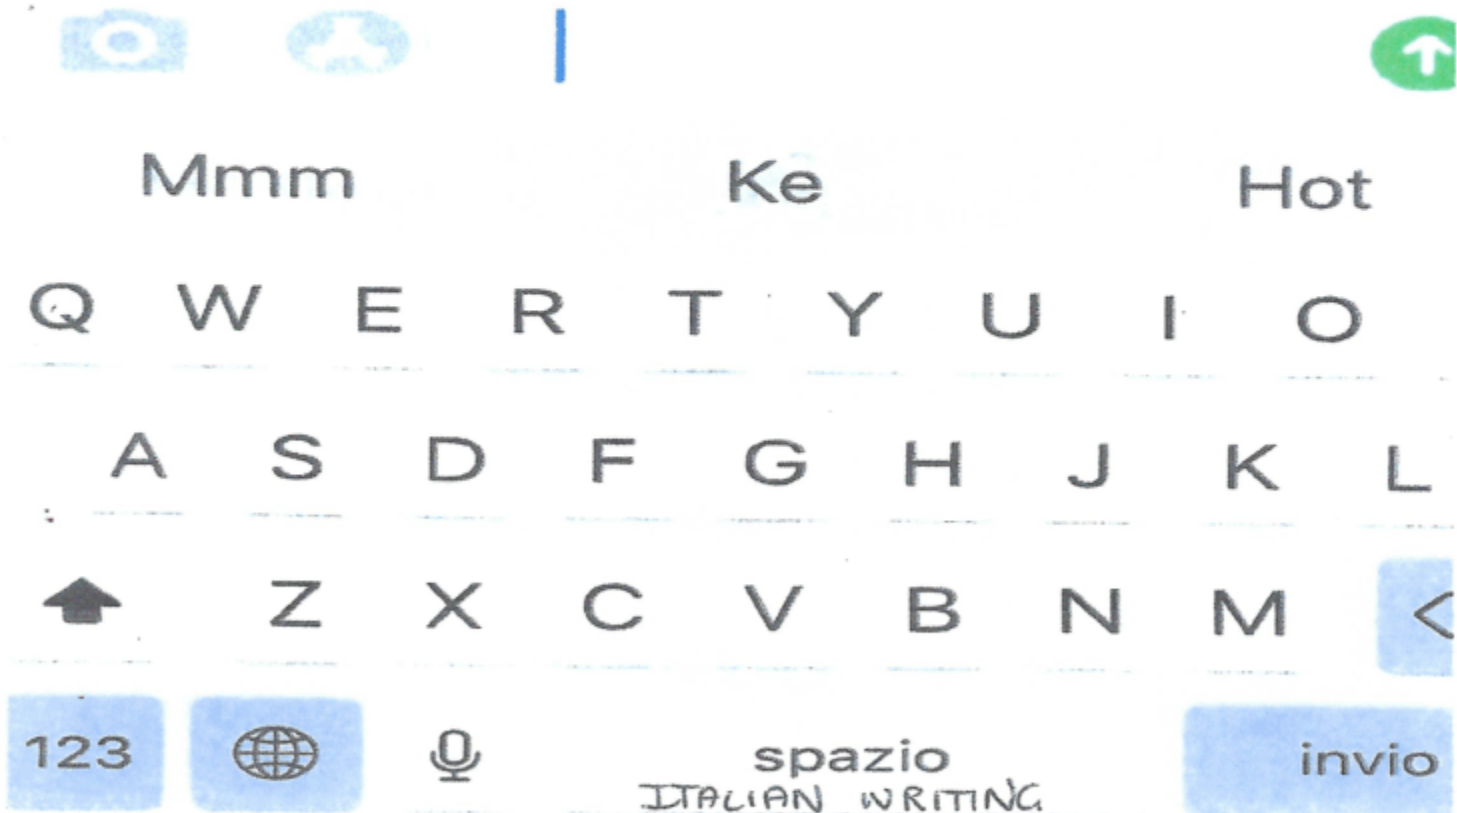 Mmm Ke Hot
Q W E R T Y U I O
A S D F G H J K L
Z X C V B N M
123 spazio invio
ITALIAN WRITING